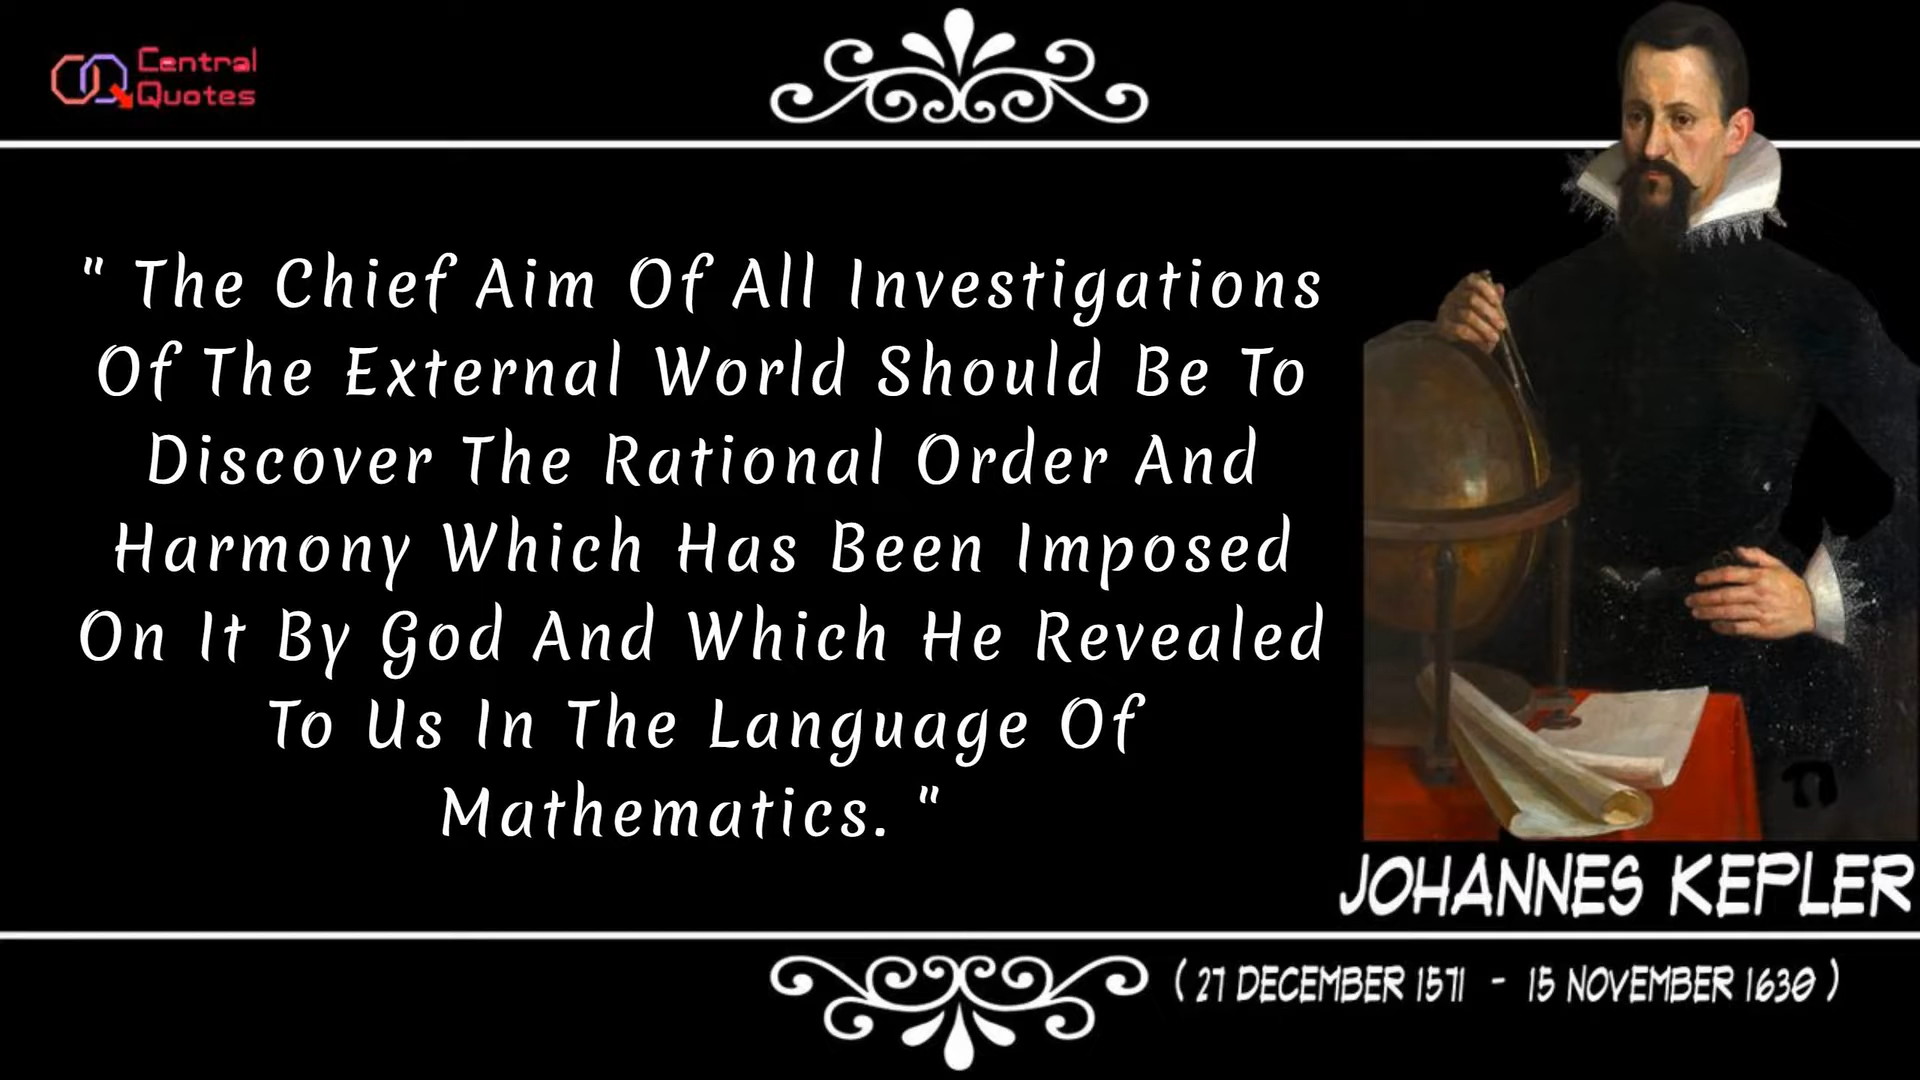 Central
Quotes
" The Chief Aim Of All Investigations
Of The External World Should Be To
Discover The Rational Order And
Harmony Which Has Been Imposed
On It By God And Which He Revealed
To Us In The Language Of
Mathematics. "
JOHANNES KEPLER
( 27 DECEMBER 1571 - 15 NOVEMBER 1630 )